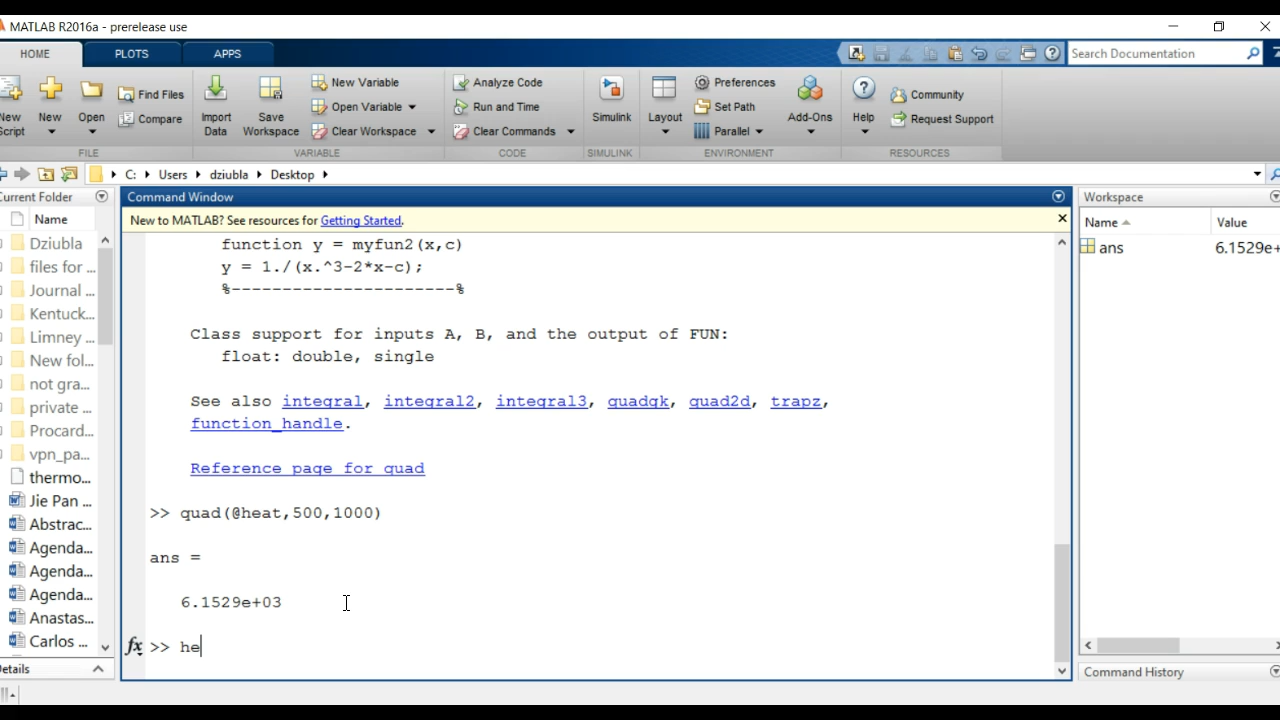 MATLAB R2016a - prerelease use
HOME PLOTS APPS
Search Documentation
New Script
New
Open
Find Files
Compare
FILE
Import Data
Save Workspace
New Variable
Open Variable
Clear Workspace
VARIABLE
Analyze Code
Run and Time
Clear Commands
CODE
Simulink
SIMULINK
Layout
Preferences
Set Path
Parallel
Add-Ons
ENVIRONMENT
Help
Community
Request Support
RESOURCES
C: Users dziubla Desktop
urrent Folder
Name
Dziubla
files for ...
Journal ...
Kentuck...
Limney ...
New fol...
not gra...
private ...
Procard...
vpn_pa...
thermo...
Jie Pan ...
Abstrac...
Agenda...
Agenda...
Agenda...
Anastas...
Carlos ...
etails
Command Window
New to MATLAB? See resources for Getting Started.
function y = myfun2(x,c)
y = 1./(x.^3-2*x-c);
%----------------------%
Class support for inputs A, B, and the output of FUN:
float: double, single
See also integral, integral2, integral3, quadgk, quad2d, trapz,
function_handle.
Reference page for quad
>> quad(@heat,500,1000)
ans =
6.1529e+03
fx >> he
Workspace
Name Value
ans 6.1529e+
Command History